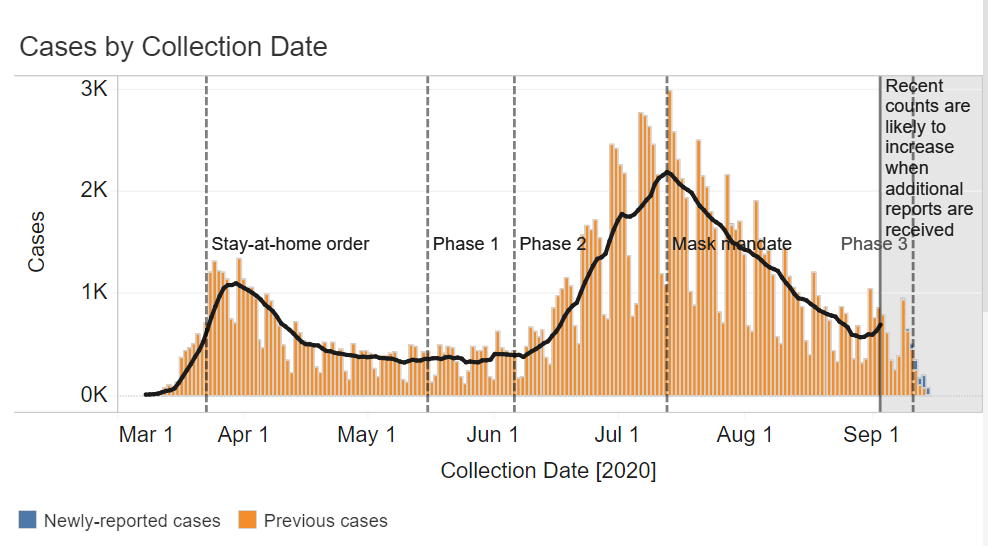 Cases by Collection Date
3K
2K
1K
0K
Cases
Stay-at-home order
Phase 1
Phase 2
Mask mandate
Phase 3
Recent
counts are
likely to
increase
when
additional
reports are
received
Mar 1
Apr 1
May 1
Jun 1
Jul 1
Aug 1
Sep 1
Collection Date [2020]
Newly-reported cases
Previous cases